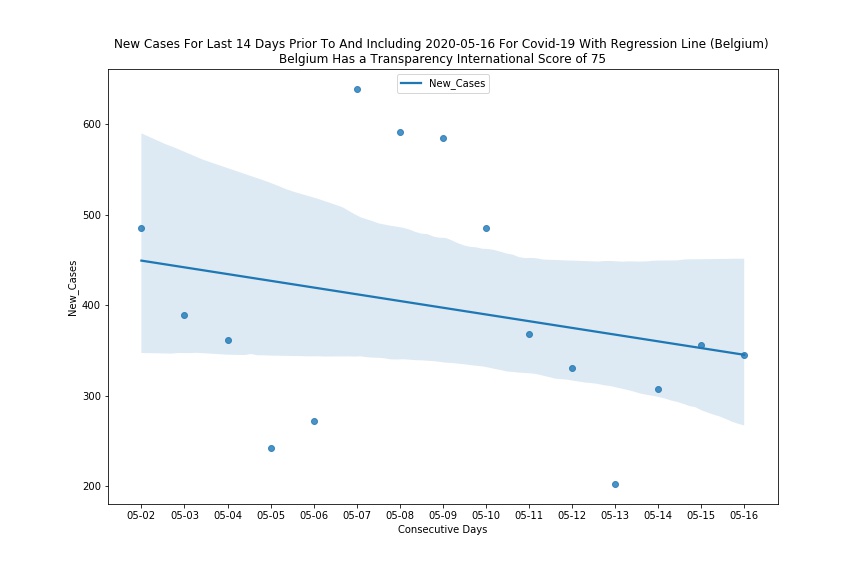 New Cases For Last 14 Days Prior To And Including 2020-05-16 For Covid-19 With Regression Line (Belgium)
Belgium Has a Transparency International Score of 75
New_Cases
600
500
400
300
200
New_Cases
05-02 05-03 05-04 05-05 05-06 05-07 05-08 05-09 05-10 05-11 05-12 05-13 05-14 05-15 05-16
Consecutive Days